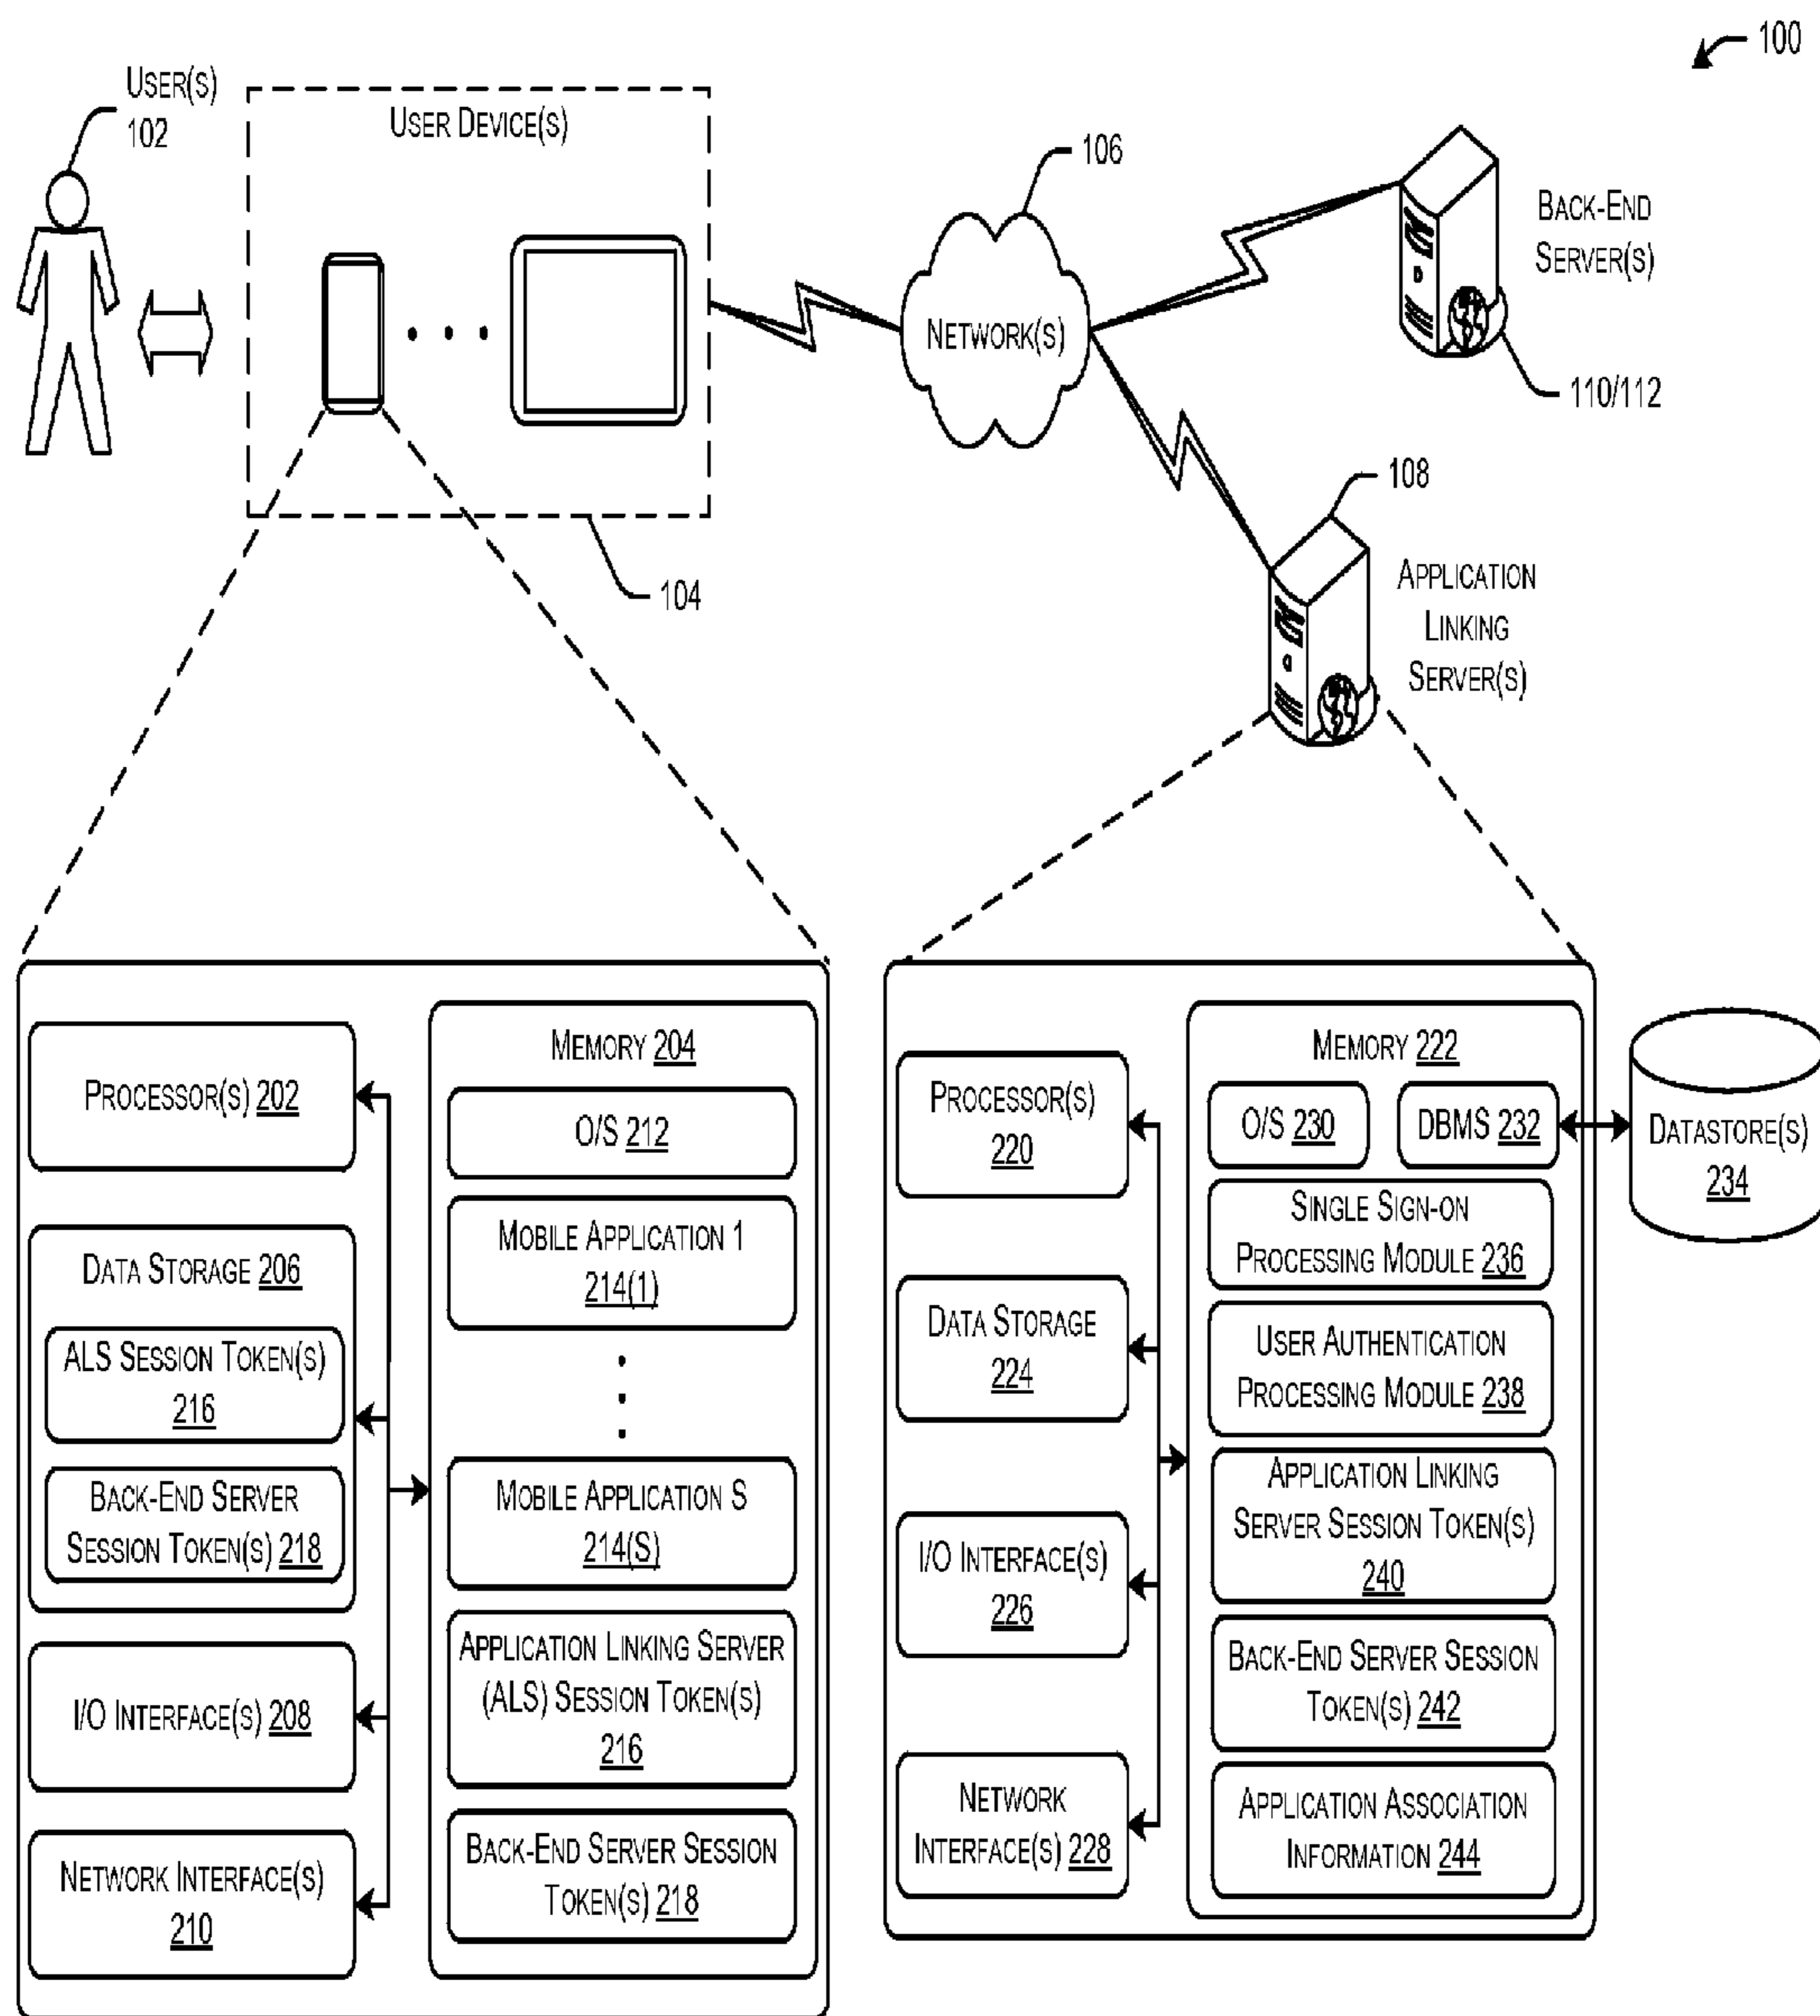 100
USER(S)
102
USER DEVICE(S)
106
NETWORK(S)
BACK-END
SERVER(S)
110/112
104
108
APPLICATION
LINKING
SERVER(S)
PROCESSOR(S) 202
DATA STORAGE 206
ALS SESSION TOKEN(S)
216
BACK-END SERVER
SESSION TOKEN(S) 218
I/O INTERFACE(S) 208
NETWORK INTERFACE(S)
210
MEMORY 204
O/S 212
MOBILE APPLICATION 1
214(1)
MOBILE APPLICATION S
214(S)
APPLICATION LINKING SERVER
(ALS) SESSION TOKEN(S)
216
BACK-END SERVER SESSION
TOKEN(S) 218
PROCESSOR(S)
220
DATA STORAGE
224
I/O INTERFACE(S)
226
NETWORK
INTERFACE(S) 228
MEMORY 222
O/S 230
DBMS 232
SINGLE SIGN-ON
PROCESSING MODULE 236
USER AUTHENTICATION
PROCESSING MODULE 238
APPLICATION LINKING
SERVER SESSION TOKEN(S)
240
BACK-END SERVER SESSION
TOKEN(S) 242
APPLICATION ASSOCIATION
INFORMATION 244
DATASTORE(S)
234